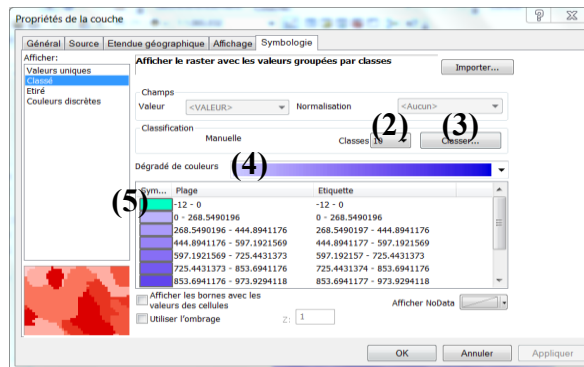 Propriétés de la couche
Général Source Etendue géographique Affichage Symbologie
Afficher:
Valeurs uniques
Classé
Etiré
Couleurs discrètes
Afficher le raster avec les valeurs groupées par classes
Importer...
Champs
Valeur <VALEUR> Normalisation <Aucun>
Classification
Manuelle Classes (2) (3) Classer...
Dégradé de couleurs (4)
(5) Sym... Plage Etiquette
-12 - 0 -12 - 0
0 - 268.5490196 0 - 268.5490196
268.5490196 - 444.8941176 268.5490197 - 444.8941176
444.8941176 - 597.1921569 444.8941177 - 597.1921569
597.1921569 - 725.4431373 597.192157 - 725.4431373
725.4431373 - 853.6941176 725.4431374 - 853.6941176
853.6941176 - 973.9294118 853.6941177 - 973.9294118
Afficher les bornes avec les
valeurs des cellules
Afficher NoData
Utiliser l'ombrage Z: 1
OK Annuler Appliquer